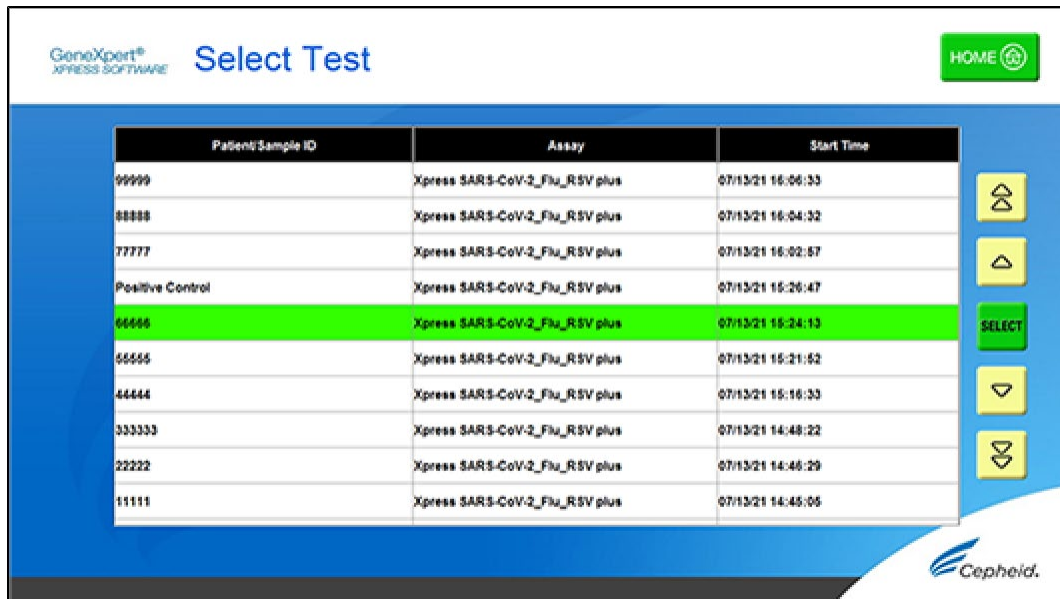 GeneXpert® Select Test HOME
XPRESS SOFTWARE
Patient/Sample ID Assay Start Time
99999 Xpress SARS-CoV-2_Flu_RSV plus 07/13/21 16:06:33
88888 Xpress SARS-CoV-2_Flu_RSV plus 07/13/21 16:04:32
77777 Xpress SARS-CoV-2_Flu_RSV plus 07/13/21 16:02:57
Positive Control Xpress SARS-CoV-2_Flu_RSV plus 07/13/21 15:26:47
66666 Xpress SARS-CoV-2_Flu_RSV plus 07/13/21 15:24:13
SELECT
55555 Xpress SARS-CoV-2_Flu_RSV plus 07/13/21 15:21:52
44444 Xpress SARS-CoV-2_Flu_RSV plus 07/13/21 15:16:33
333333 Xpress SARS-CoV-2_Flu_RSV plus 07/13/21 14:48:22
22222 Xpress SARS-CoV-2_Flu_RSV plus 07/13/21 14:46:29
11111 Xpress SARS-CoV-2_Flu_RSV plus 07/13/21 14:45:05
Cepheid.